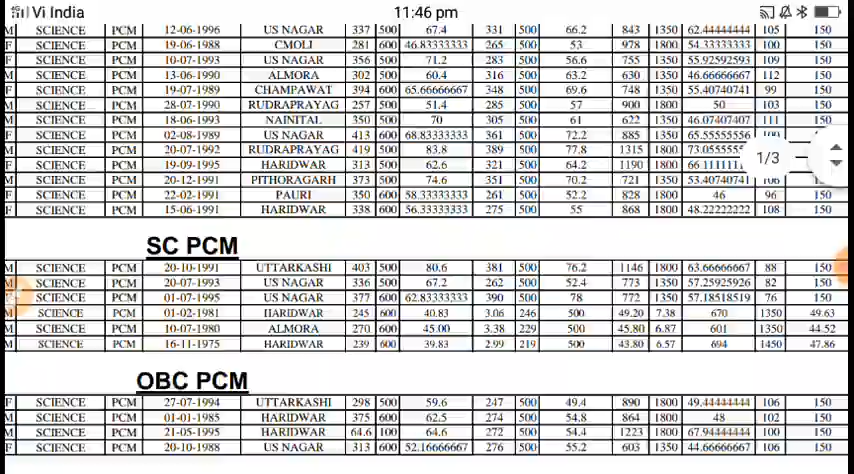 Vi India 11:46 pm
M SCIENCE PCM 12-06-1996 US NAGAR 337 500 67.4 331 500 66.2 843 1350 62.44444444 105 150
F SCIENCE PCM 19-06-1988 CMOLI 281 600 46.83333333 265 500 53 978 1800 54.33333333 100 150
F SCIENCE PCM 10-07-1993 US NAGAR 356 500 71.2 283 500 56.6 755 1350 55.92592593 109 150
M SCIENCE PCM 13-06-1990 ALMORA 302 500 60.4 316 500 63.2 630 1350 46.66666667 112 150
F SCIENCE PCM 19-07-1989 CHAMPAWAT 394 600 65.66666667 348 500 69.6 748 1350 55.40740741 99 150
M SCIENCE PCM 28-07-1990 RUDRAPRAYAG 257 500 51.4 285 500 57 900 1800 50 103 150
M SCIENCE PCM 18-06-1993 NAINITAL 350 500 70 305 500 61 622 1350 46.07407407 111 150
F SCIENCE PCM 02-08-1989 US NAGAR 413 600 68.83333333 361 500 72.2 885 1350 65.55555556 100 150
M SCIENCE PCM 20-07-1992 RUDRAPRAYAG 419 500 83.8 389 500 77.8 1315 1800 1/3
F SCIENCE PCM 19-09-1995 HARIDWAR 313 500 62.6 321 500 64.2 1190 1800
M SCIENCE PCM 20-12-1991 PITHORAGARH 373 500 74.6 351 500 70.2 721 1350 53.40740741 106
F SCIENCE PCM 22-02-1991 PAURI 350 600 58.33333333 261 500 52.2 828 1800 46 96 150
F SCIENCE PCM 15-06-1991 HARIDWAR 338 600 56.33333333 275 500 55 868 1800 48.22222222 108 150
SC PCM
M SCIENCE PCM 20-10-1991 UTTARKASHI 403 500 80.6 381 500 76.2 1146 1800 63.66666667 88 150
M SCIENCE PCM 20-07-1993 US NAGAR 336 500 67.2 262 500 52.4 773 1350 57.25925926 82 150
SCIENCE PCM 01-07-1995 US NAGAR 377 600 62.83333333 390 500 78 772 1350 57.18518519 76 150
M SCIENCE PCM 01-02-1981 HARIDWAR 245 600 40.83 3.06 246 500 49.20 7.38 670 1350 49.63
M SCIENCE PCM 10-07-1980 ALMORA 270 600 45.00 3.38 229 500 45.80 6.87 601 1350 44.52
M SCIENCE PCM 16-11-1975 HARIDWAR 239 600 39.83 2.99 219 500 43.80 6.57 694 1450 47.86
OBC PCM
F SCIENCE PCM 27-07-1994 UTTARKASHI 298 500 59.6 247 500 49.4 890 1800 49.44444444 106 150
M SCIENCE PCM 01-01-1985 HARIDWAR 375 600 62.5 274 500 54.8 864 1800 48 102 150
M SCIENCE PCM 21-05-1995 HARIDWAR 64.6 100 64.6 272 500 54.4 1223 1800 67.94444444 100 150
F SCIENCE PCM 20-10-1988 US NAGAR 313 600 52.16666667 276 500 55.2 603 1350 44.66666667 106 150